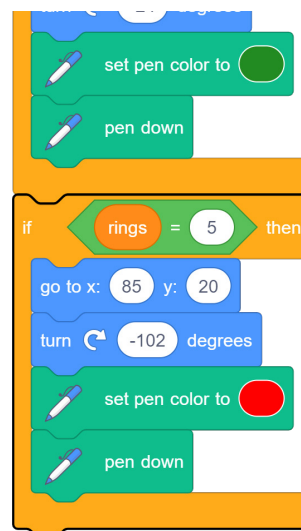 turn degrees
set pen color to
pen down
if rings = 5 then
go to x: 85 y: 20
turn -102 degrees
set pen color to
pen down